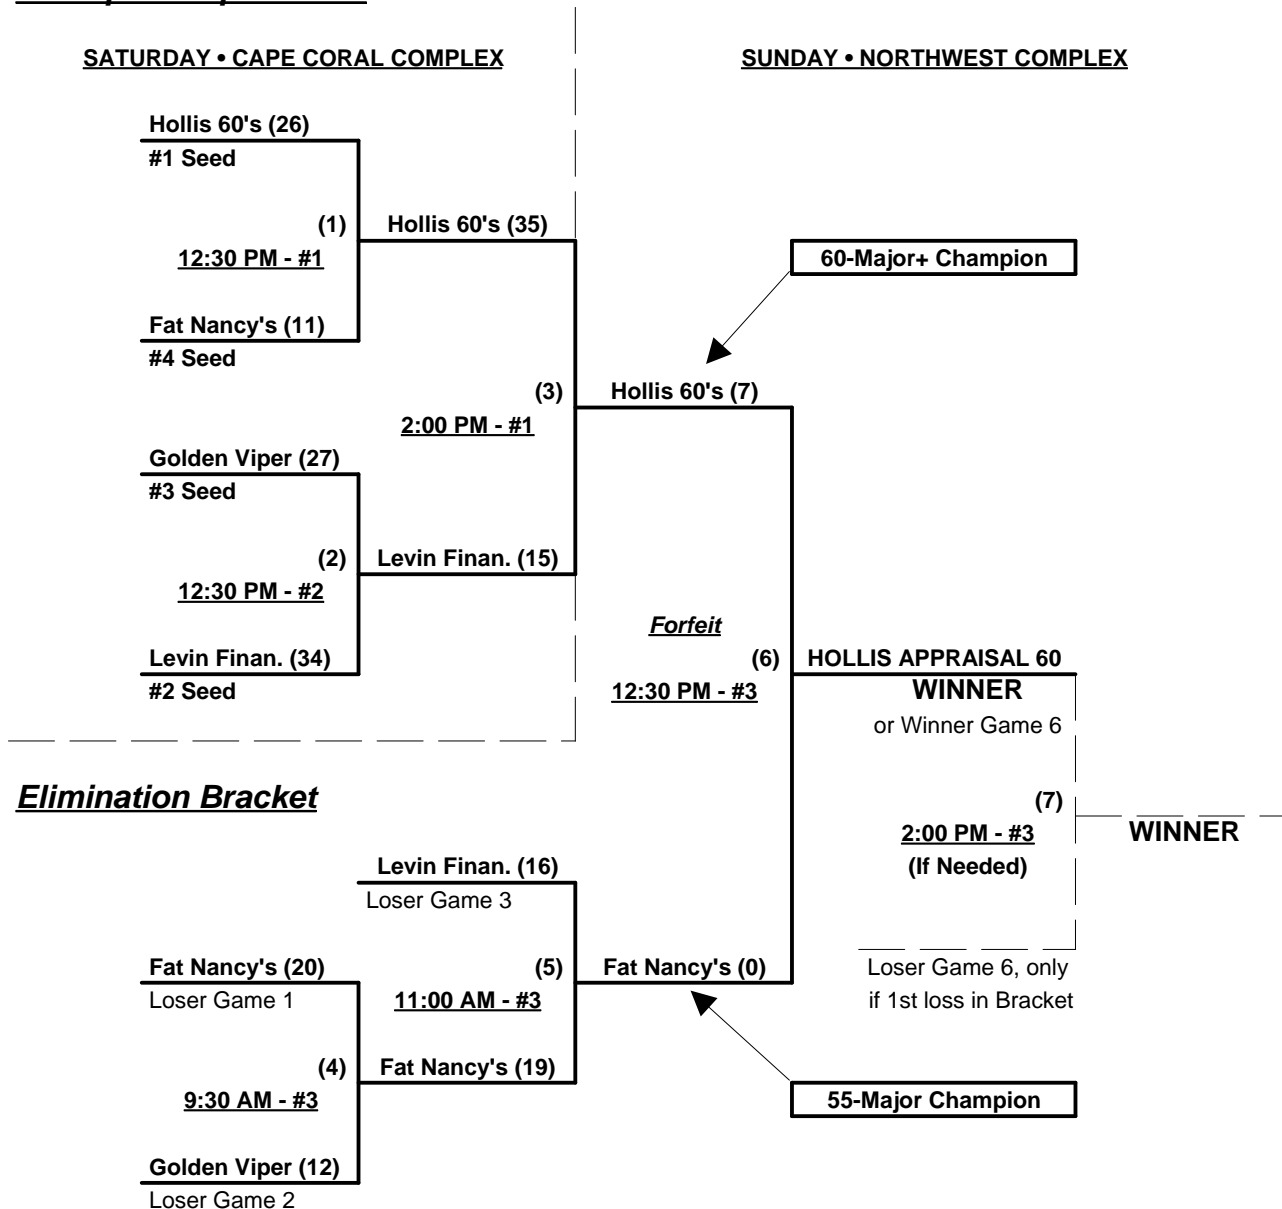 SATURDAY • CAPE CORAL COMPLEX
SUNDAY • NORTHWEST COMPLEX
Hollis 60's (26)
#1 Seed
(1)
12:30 PM - #1
Hollis 60's (35)
Fat Nancy's (11)
#4 Seed
60-Major+ Champion
(3)
2:00 PM - #1
Hollis 60's (7)
Golden Viper (27)
#3 Seed
(2)
12:30 PM - #2
Levin Finan. (15)
Levin Finan. (34)
#2 Seed
Forfeit
(6)
12:30 PM - #3
HOLLIS APPRAISAL 60
WINNER
or Winner Game 6
(7)
2:00 PM - #3
(If Needed)
WINNER
Elimination Bracket
Levin Finan. (16)
Loser Game 3
Fat Nancy's (20)
Loser Game 1
(5)
11:00 AM - #3
Fat Nancy's (0)
Loser Game 6, only
if 1st loss in Bracket
(4)
9:30 AM - #3
Fat Nancy's (19)
55-Major Champion
Golden Viper (12)
Loser Game 2